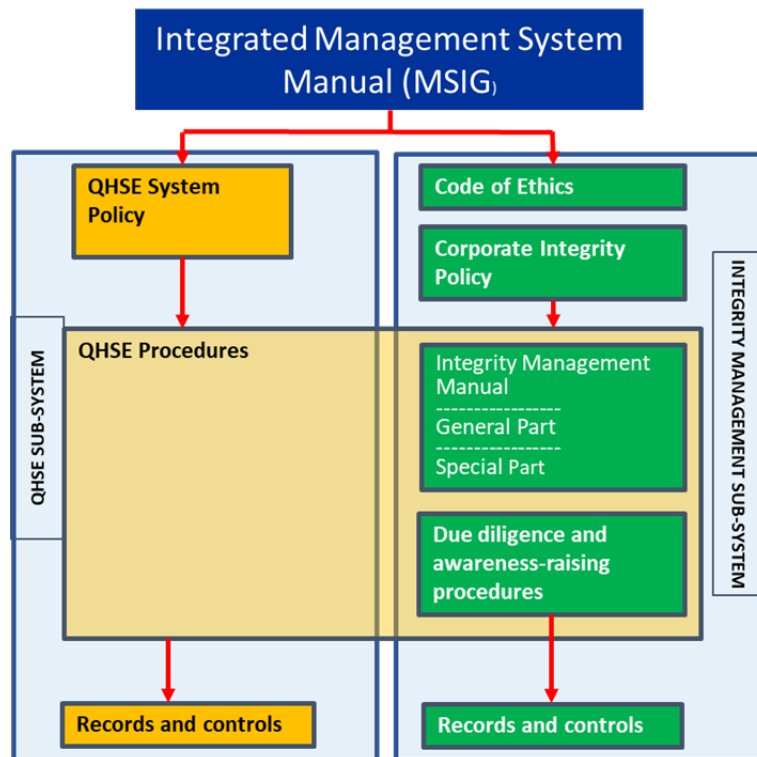 Integrated Management System
Manual (MSIG)
QHSE System
Policy
Code of Ethics
Corporate Integrity
Policy
QHSE SUB-SYSTEM
QHSE Procedures
Integrity Management
Manual
-----------------
General Part
-----------------
Special Part
Due diligence and
awareness-raising
procedures
INTEGRITY MANAGEMENT SUB-SYSTEM
Records and controls
Records and controls